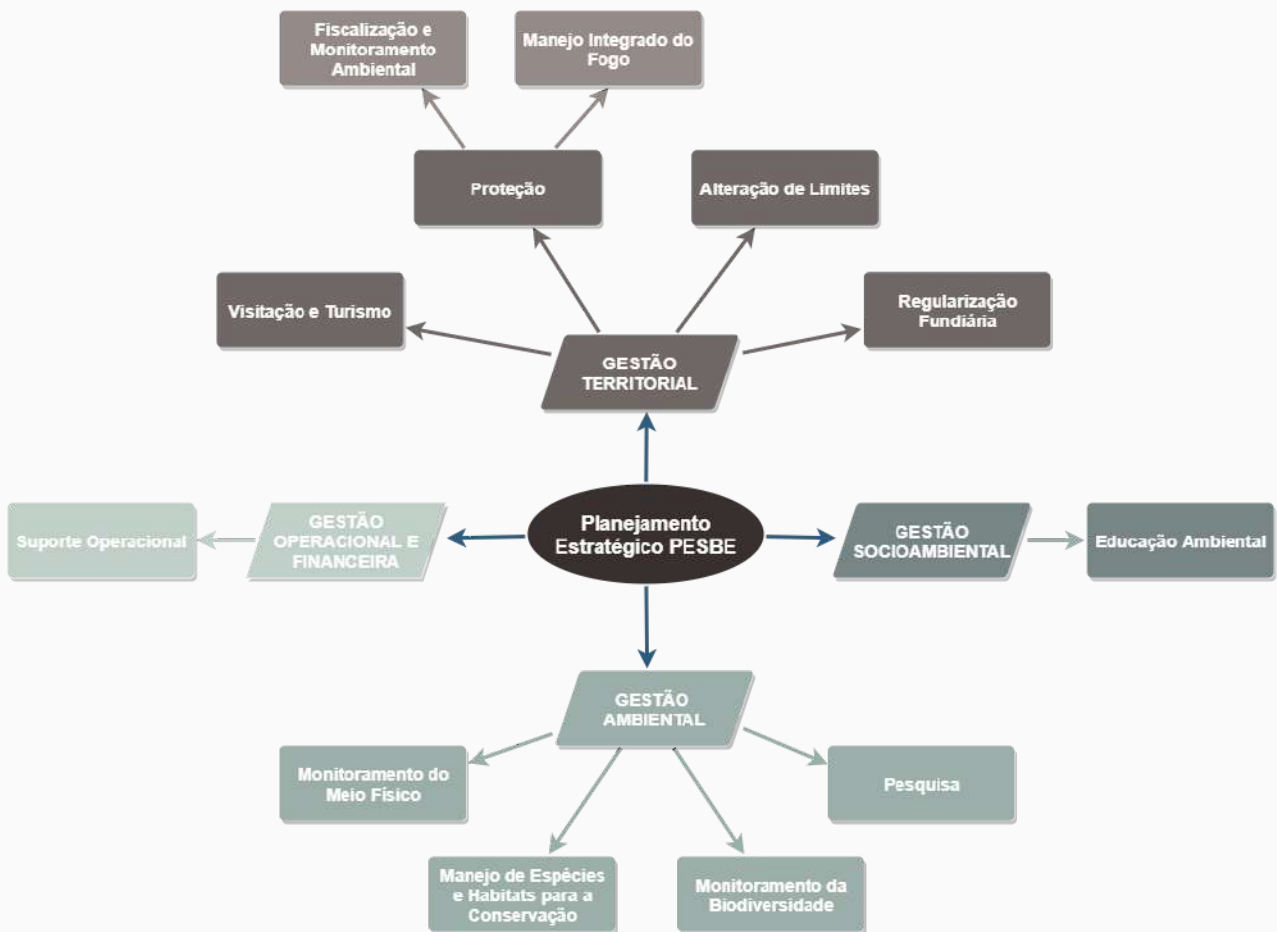 Fiscalização e
Monitoramento
Ambiental
Manejo Integrado do
Fogo
Proteção
Alteração de Limites
Visitação e Turismo
Regularização
Fundiária
GESTÃO
TERRITORIAL
Suporte Operacional
GESTÃO
OPERACIONAL E
FINANCEIRA
Planejamento
Estratégico PESBE
GESTÃO
SOCIOAMBIENTAL
Educação Ambiental
GESTÃO
AMBIENTAL
Monitoramento do
Meio Físico
Pesquisa
Manejo de Espécies
e Habitats para a
Conservação
Monitoramento da
Biodiversidade